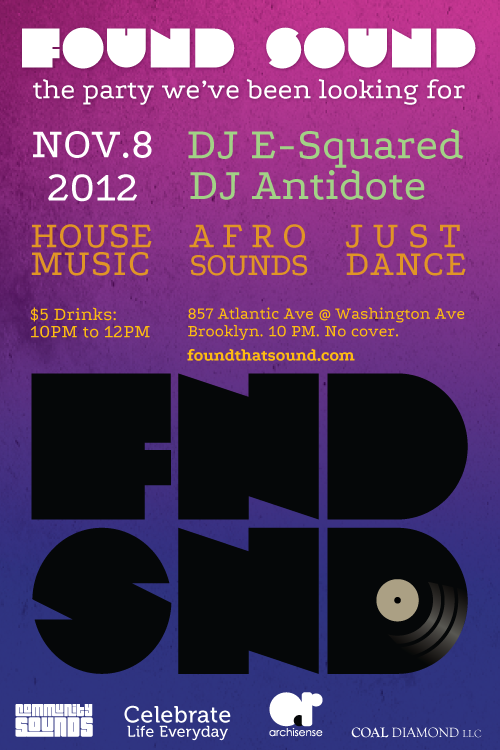 FOUND SOUND
the party we've been looking for
NOV.8
2012
DJ E-Squared
DJ Antidote
HOUSE
MUSIC
AFRO
SOUNDS
JUST
DANCE
$5 Drinks:
10PM to 12PM
857 Atlantic Ave @ Washington Ave
Brooklyn. 10 PM. No cover.
foundthatsound.com
FND
SND
COMMUNITY
SOUNDS
Celebrate
Life Everyday
ar
archisense
COAL DIAMOND LLC